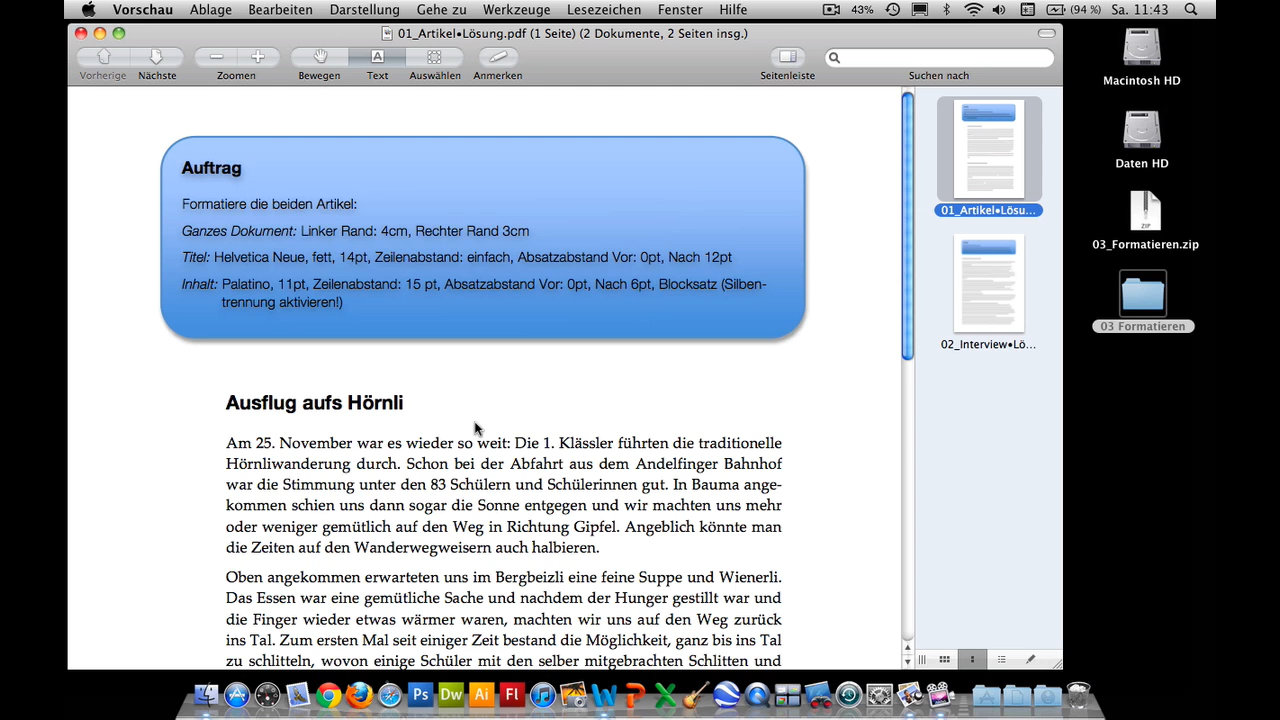 Vorschau Ablage Bearbeiten Darstellung Gehe zu Werkzeuge Lesezeichen Fenster Hilfe 43% (94 %) Sa. 11:43
01_Artikel•Lösung.pdf (1 Seite) (2 Dokumente, 2 Seiten insg.)
Vorherige Nächste Zoomen Bewegen Text Auswählen Anmerken Seitenleiste Suchen nach
Macintosh HD
Daten HD
03_Formatieren.zip
03 Formatieren
01_Artikel•Lösu...
02_Interview•Lö...
Auftrag
Formatiere die beiden Artikel:
Ganzes Dokument: Linker Rand: 4cm, Rechter Rand 3cm
Titel: Helvetica Neue, fett, 14pt, Zeilenabstand: einfach, Absatzabstand Vor: 0pt, Nach 12pt
Inhalt: Palatino, 11pt, Zeilenabstand: 15 pt, Absatzabstand Vor: 0pt, Nach 6pt, Blocksatz (Silben-
trennung aktivieren!)
Ausflug aufs Hörnli
Am 25. November war es wieder so weit: Die 1. Klässler führten die traditionelle
Hörnliwanderung durch. Schon bei der Abfahrt aus dem Andelfinger Bahnhof
war die Stimmung unter den 83 Schülern und Schülerinnen gut. In Bauma ange-
kommen schien uns dann sogar die Sonne entgegen und wir machten uns mehr
oder weniger gemütlich auf den Weg in Richtung Gipfel. Angeblich könnte man
die Zeiten auf den Wanderwegweisern auch halbieren.
Oben angekommen erwarteten uns im Bergbeizli eine feine Suppe und Wienerli.
Das Essen war eine gemütliche Sache und nachdem der Hunger gestillt war und
die Finger wieder etwas wärmer waren, machten wir uns auf den Weg zurück
ins Tal. Zum ersten Mal seit einiger Zeit bestand die Möglichkeit, ganz bis ins Tal
zu schlitteln, wovon einige Schüler mit den selber mitgebrachten Schlitten und
ZIP
Ps Dw Ai Fl